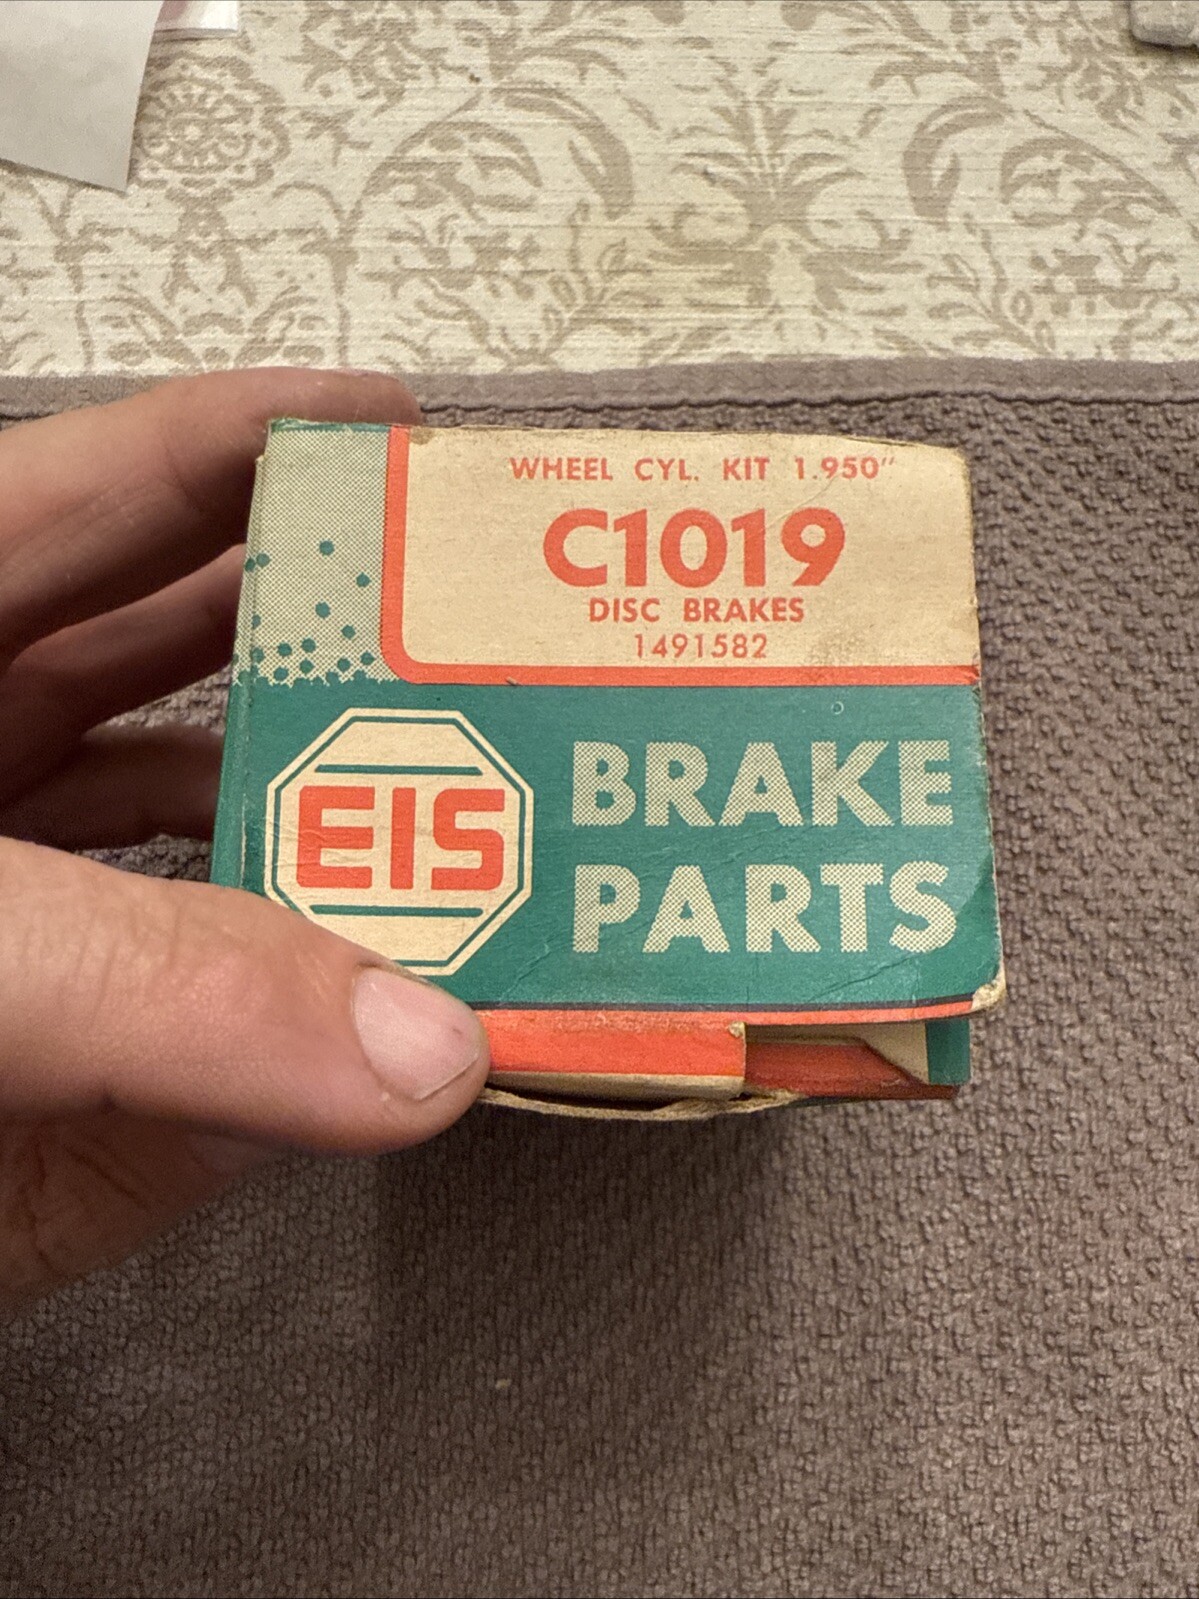 WHEEL CYL. KIT 1.950"
C1019
DISC BRAKES
1491582
EIS
BRAKE
PARTS